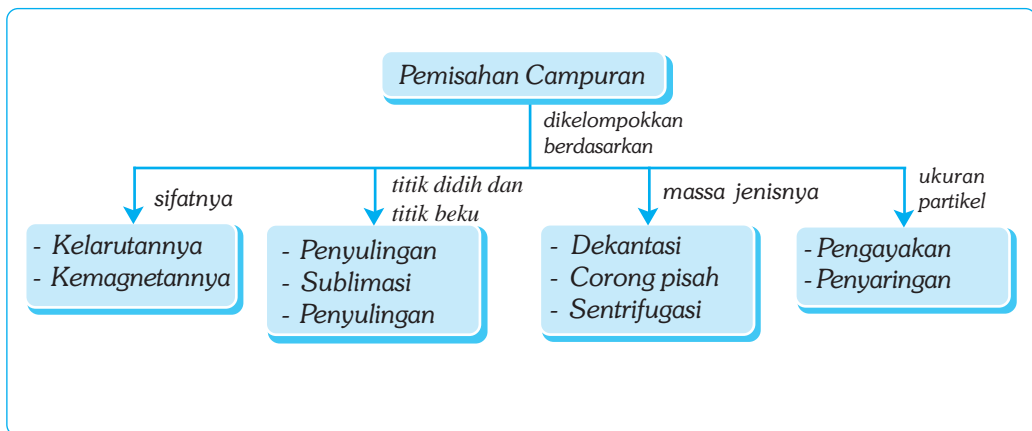 Pemisahan Campuran
dikelompokkan
berdasarkan
sifatnya
titik didih dan
titik beku
massa jenisnya
ukuran
partikel
- Kelarutannya
- Kemagnetannya
- Penyulingan
- Sublimasi
- Penyulingan
- Dekantasi
- Corong pisah
- Sentrifugasi
- Pengayakan
-Penyaringan